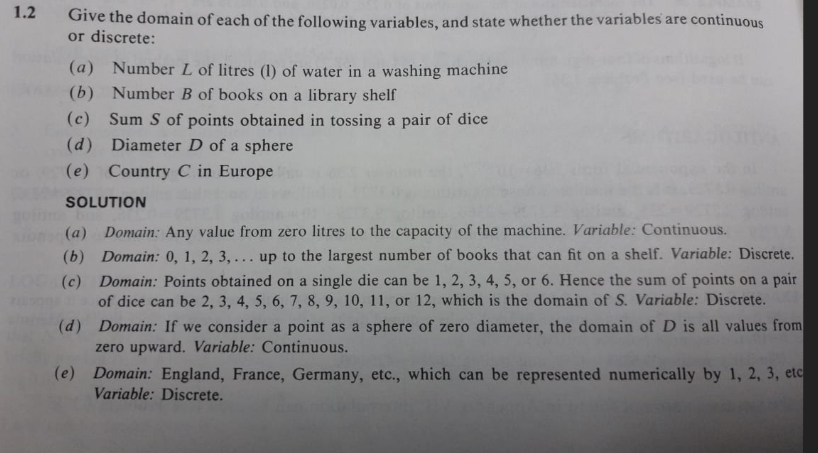 1.2 Give the domain of each of the following variables, and state whether the variables are continuous
or discrete:
(a) Number L of litres (l) of water in a washing machine
(b) Number B of books on a library shelf
(c) Sum S of points obtained in tossing a pair of dice
(d) Diameter D of a sphere
(e) Country C in Europe
SOLUTION
(a) Domain: Any value from zero litres to the capacity of the machine. Variable: Continuous.
(b) Domain: 0, 1, 2, 3, ... up to the largest number of books that can fit on a shelf. Variable: Discrete.
(c) Domain: Points obtained on a single die can be 1, 2, 3, 4, 5, or 6. Hence the sum of points on a pair
of dice can be 2, 3, 4, 5, 6, 7, 8, 9, 10, 11, or 12, which is the domain of S. Variable: Discrete.
(d) Domain: If we consider a point as a sphere of zero diameter, the domain of D is all values from
zero upward. Variable: Continuous.
(e) Domain: England, France, Germany, etc., which can be represented numerically by 1, 2, 3, etc
Variable: Discrete.